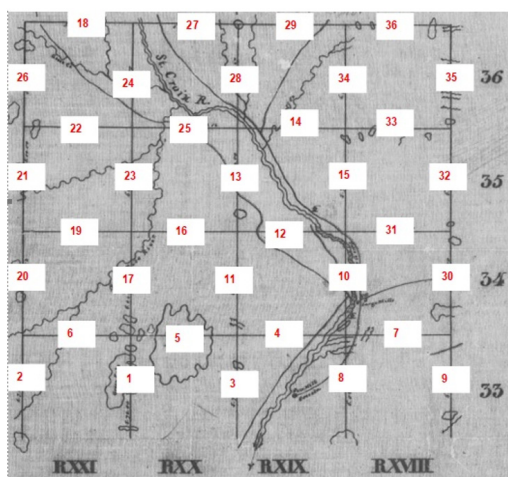 18 27 29 36
26 24 28 34 35 36
St. Croix R.
22 25 14 33
21 23 13 15 32 35
19 16 12 31
20 17 11 10 30 34
6 5 4 7
2 1 3 8 9 33
RXXI RXX RXIX RXVIII